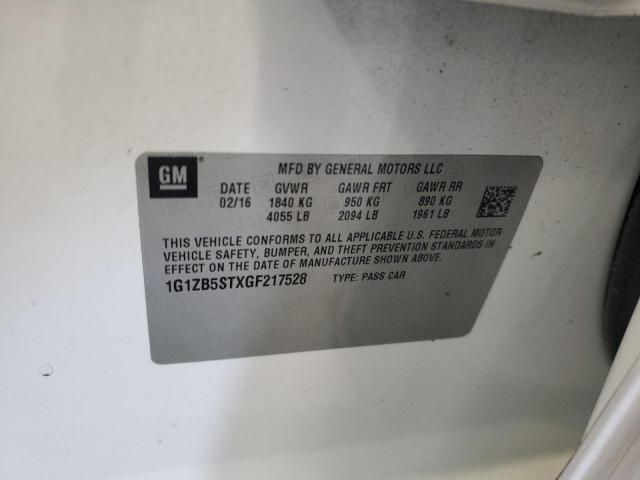 GM
MFD BY GENERAL MOTORS LLC
DATE GVWR GAWR FRT GAWR RR
02/16 1840 KG 950 KG 890 KG
4055 LB 2094 LB 1961 LB
THIS VEHICLE CONFORMS TO ALL APPLICABLE U.S. FEDERAL MOTOR
VEHICLE SAFETY, BUMPER, AND THEFT PREVENTION STANDARDS IN
EFFECT ON THE DATE OF MANUFACTURE SHOWN ABOVE.
1G1ZB5STXGF217528 TYPE: PASS CAR